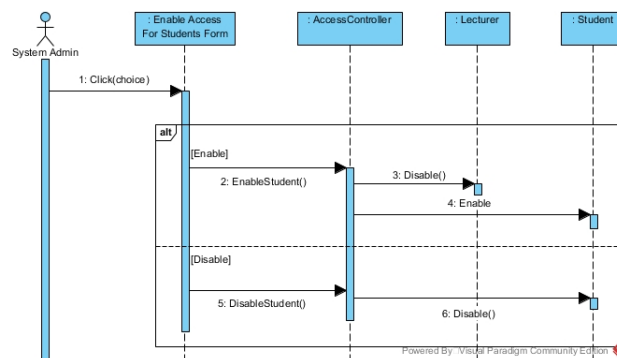 : Enable Access
For Students Form
: AccessController
: Lecturer
: Student
System Admin
1: Click(choice)
alt
[Enable]
2: EnableStudent()
3: Disable()
4: Enable
[Disable]
5: DisableStudent()
6: Disable()
Powered By Visual Paradigm Community Edition